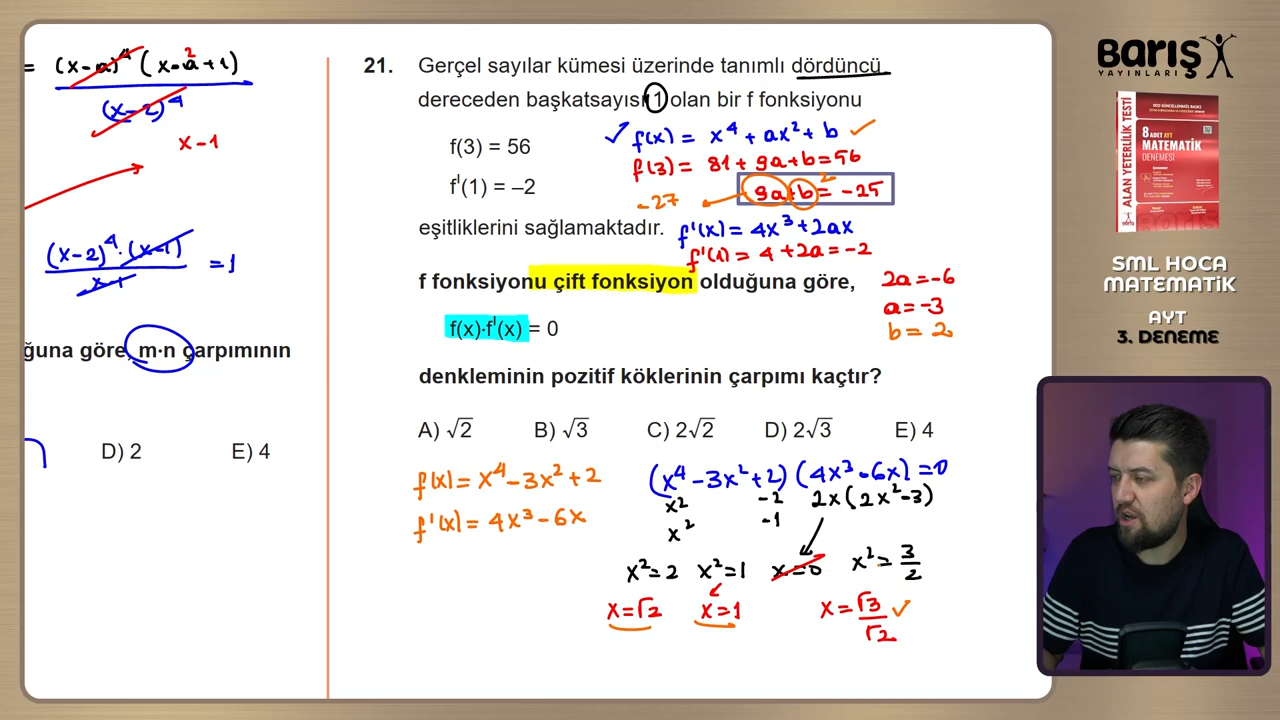 = (x-a)⁴ (x-a²+1)
(x-2)⁴
x-1
(x-2)⁴·(x-1)
x-1
=1
ğuna göre, m·n çarpımının
D) 2 E) 4
21. Gerçel sayılar kümesi üzerinde tanımlı dördüncü
dereceden başkatsayısı 1 olan bir f fonksiyonu
f(3) = 56
f'(1) = –2
eşitliklerini sağlamaktadır.
f fonksiyonu çift fonksiyon olduğuna göre,
f(x)·f'(x) = 0
denkleminin pozitif köklerinin çarpımı kaçtır?
A) √2 B) √3 C) 2√2 D) 2√3 E) 4
f(x) = x⁴ + ax² + b
f(3) = 81 + 9a + b = 56
9a + b = -25
-27
2
f'(x) = 4x³ + 2ax
f'(1) = 4 + 2a = -2
2a = -6
a = -3
b = 2
f(x) = x⁴ - 3x² + 2
f'(x) = 4x³ - 6x
(x⁴ - 3x² + 2) (4x³ - 6x) = 0
x² -2 2x(2x² - 3)
x² -1
x² = 2 x² = 1 x = 0 x² = 3/2
x = √2 x = 1 x = √3/√2
BARIŞ
YAYINLARI
ALAN YETERLİLİK TESTİ
8 ADET AYT
MATEMATİK
DENEMESİ
SML HOCA
MATEMATİK
AYT
3. DENEME